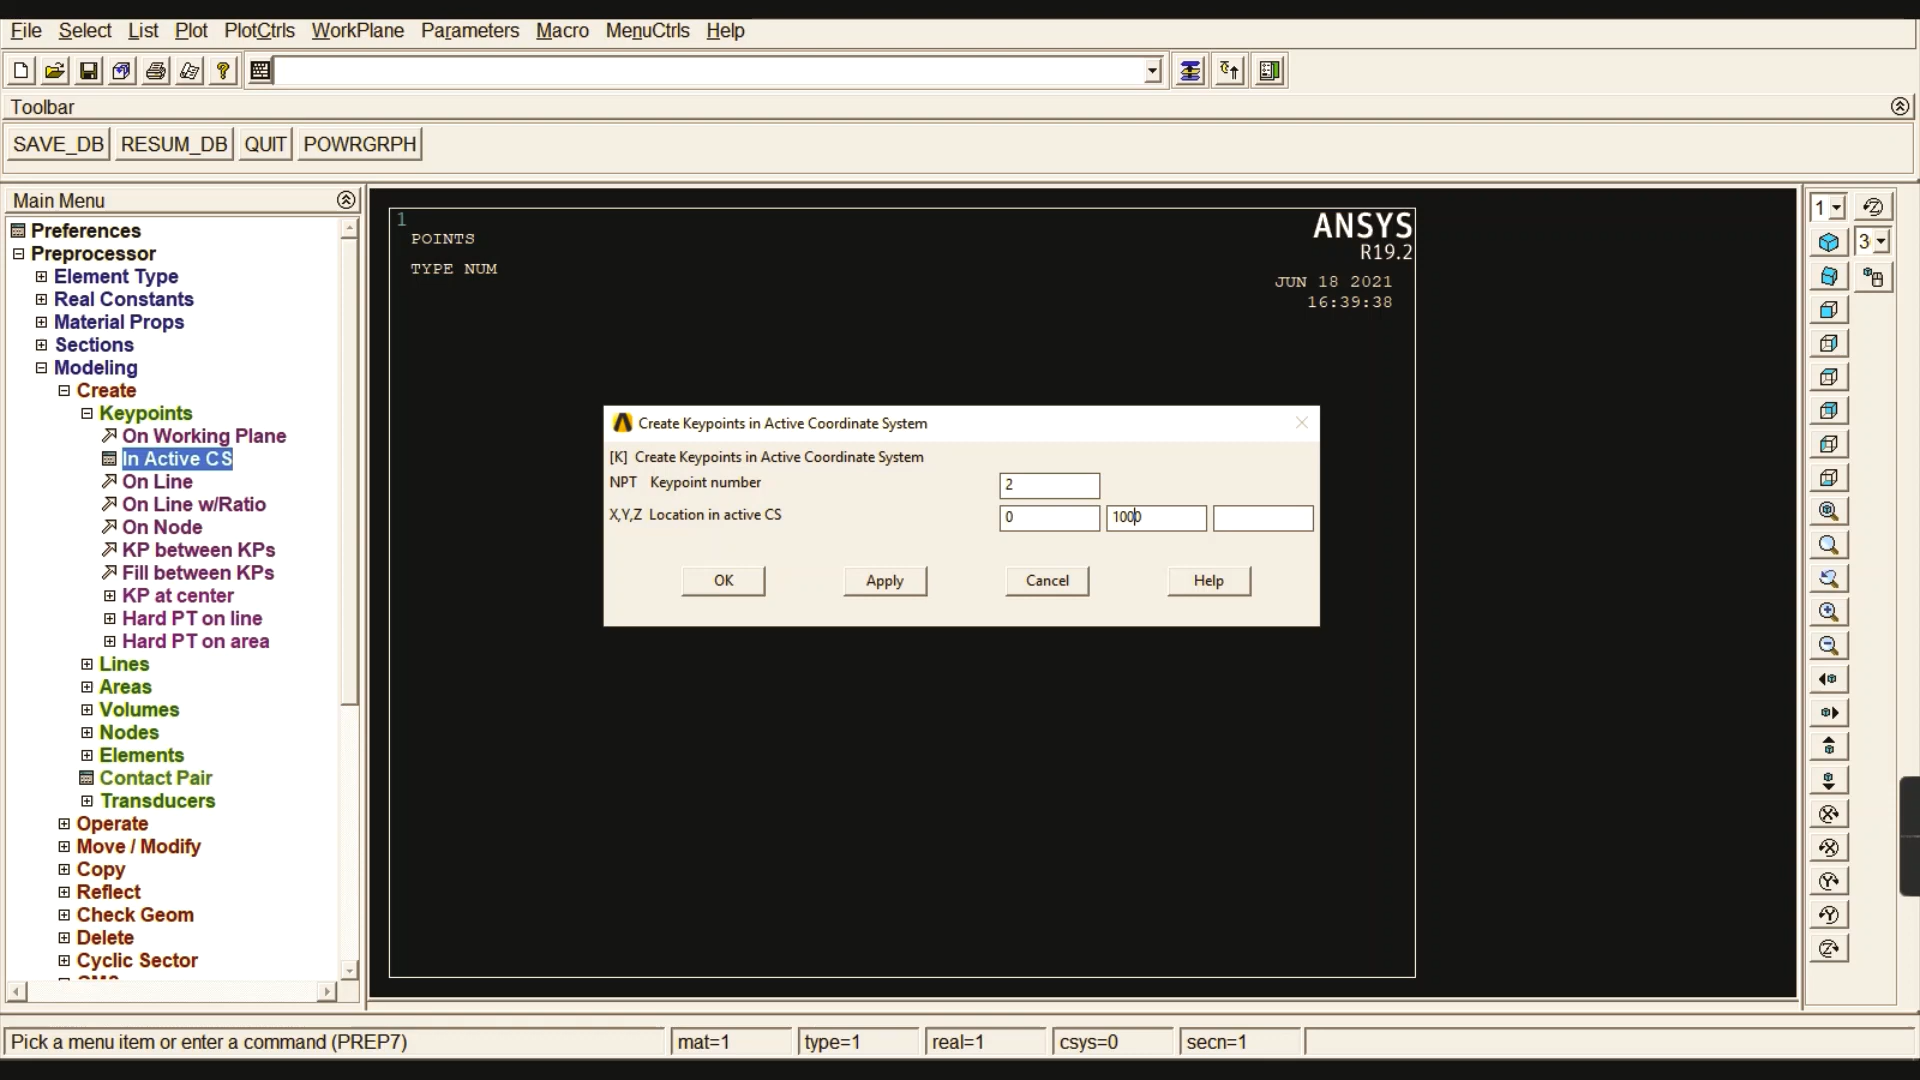 File Select List Plot PlotCtrls WorkPlane Parameters Macro MenuCtrls Help
Toolbar
SAVE_DB RESUM_DB QUIT POWRGRPH
Main Menu
Preferences
Preprocessor
Element Type
Real Constants
Material Props
Sections
Modeling
Create
Keypoints
On Working Plane
In Active CS
On Line
On Line w/Ratio
On Node
KP between KPs
Fill between KPs
KP at center
Hard PT on line
Hard PT on area
Lines
Areas
Volumes
Nodes
Elements
Contact Pair
Transducers
Operate
Move / Modify
Copy
Reflect
Check Geom
Delete
Cyclic Sector
1
POINTS
TYPE NUM
ANSYS
R19.2
JUN 18 2021
16:39:38
Create Keypoints in Active Coordinate System
[K] Create Keypoints in Active Coordinate System
NPT Keypoint number 2
X,Y,Z Location in active CS 0 1000
OK Apply Cancel Help
1
3
Pick a menu item or enter a command (PREP7) mat=1 type=1 real=1 csys=0 secn=1